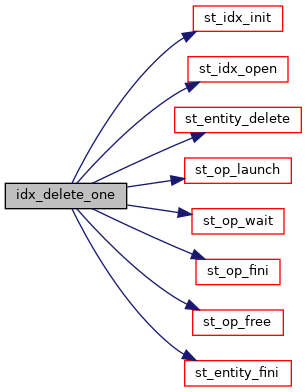 st_idx_init
st_idx_open
st_entity_delete
st_op_launch
idx_delete_one
st_op_wait
st_op_fini
st_op_free
st_entity_fini